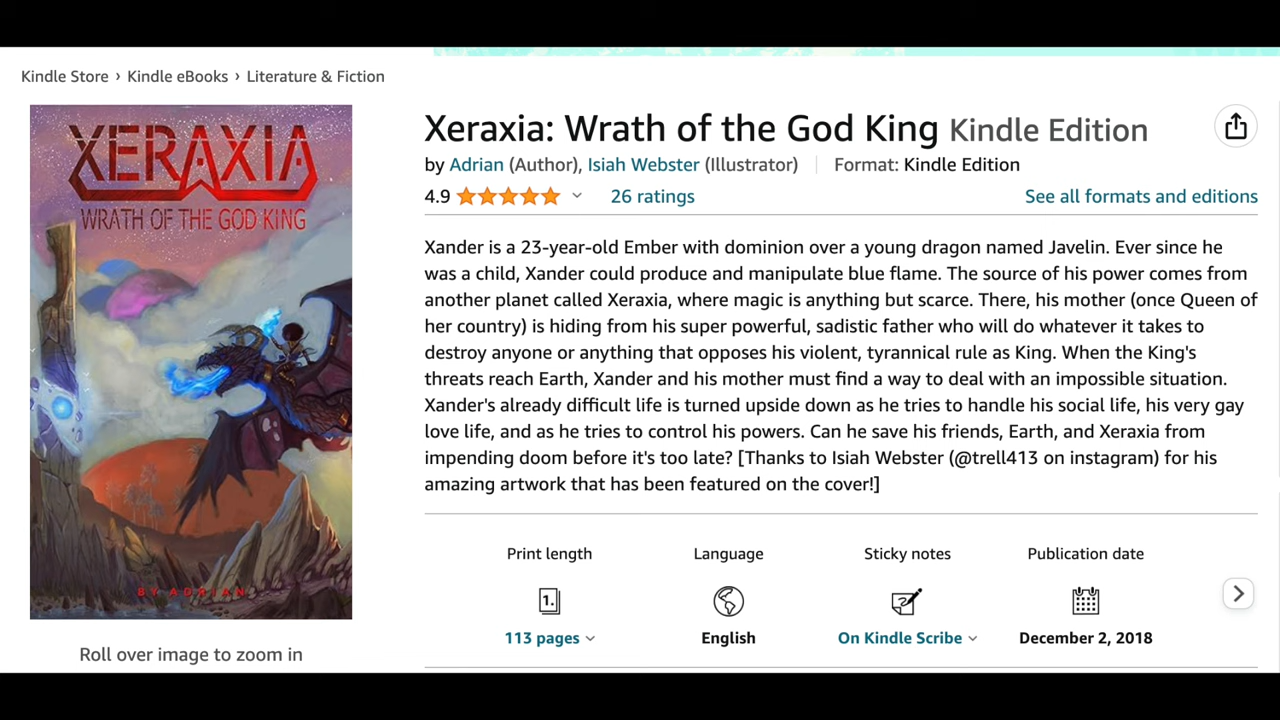 Kindle Store › Kindle eBooks › Literature & Fiction
XERAXIA
WRATH OF THE GOD KING
BY ADRIAN
Roll over image to zoom in
Xeraxia: Wrath of the God King Kindle Edition
by Adrian (Author), Isiah Webster (Illustrator) | Format: Kindle Edition
4.9 26 ratings See all formats and editions
Xander is a 23-year-old Ember with dominion over a young dragon named Javelin. Ever since he
was a child, Xander could produce and manipulate blue flame. The source of his power comes from
another planet called Xeraxia, where magic is anything but scarce. There, his mother (once Queen of
her country) is hiding from his super powerful, sadistic father who will do whatever it takes to
destroy anyone or anything that opposes his violent, tyrannical rule as King. When the King's
threats reach Earth, Xander and his mother must find a way to deal with an impossible situation.
Xander's already difficult life is turned upside down as he tries to handle his social life, his very gay
love life, and as he tries to control his powers. Can he save his friends, Earth, and Xeraxia from
impending doom before it's too late? [Thanks to Isiah Webster (@trell413 on instagram) for his
amazing artwork that has been featured on the cover!]
Print length Language Sticky notes Publication date
1.
113 pages English On Kindle Scribe December 2, 2018